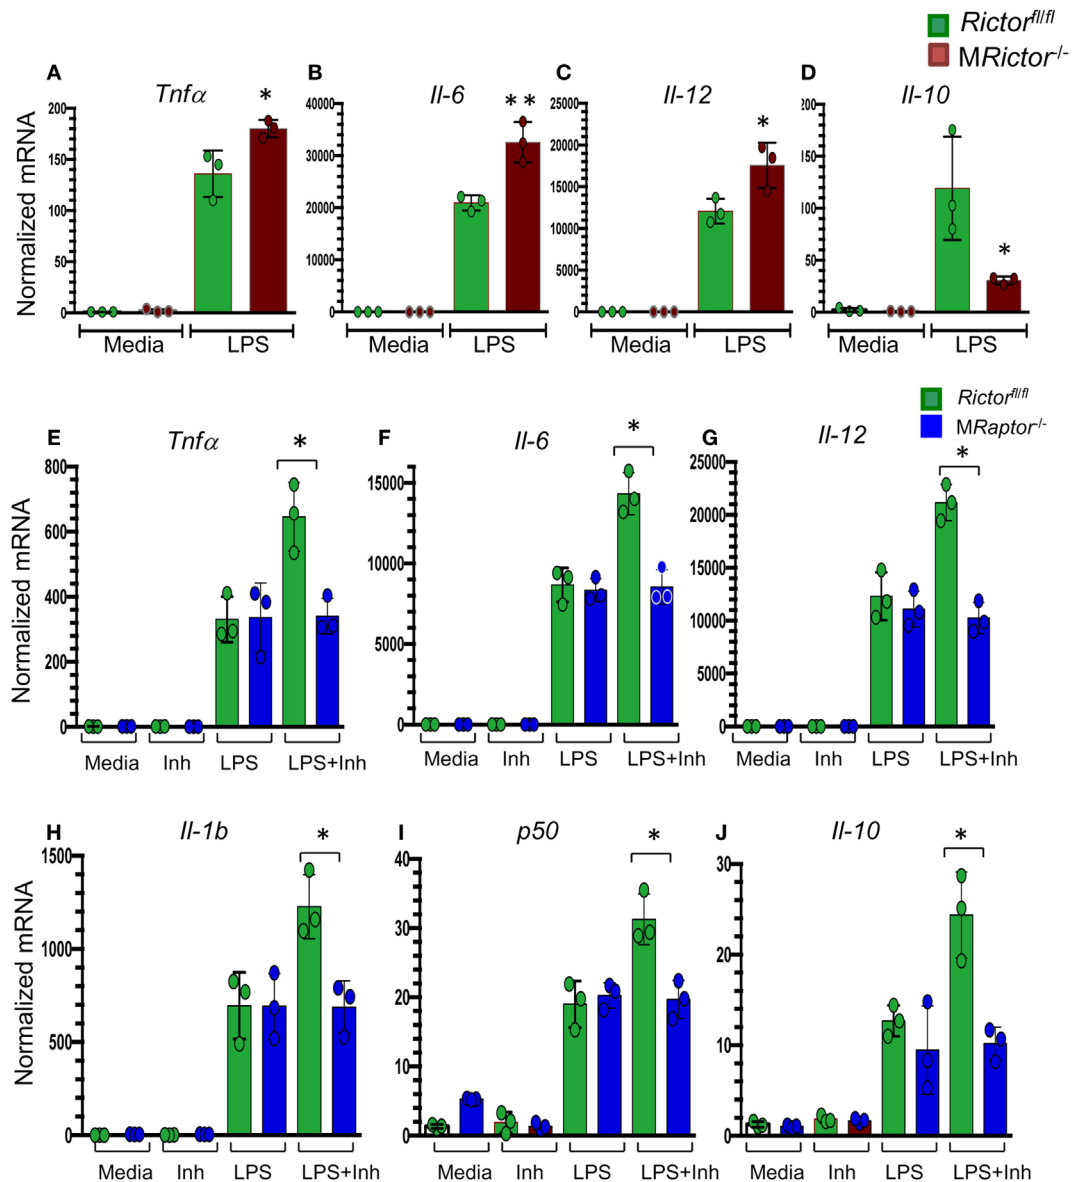 Rictorfl/fl
MRictor-/-
A B C D
Tnfα Il-6 Il-12 Il-10
* ** * *
Normalized mRNA
200 150 100 50 0
40000 30000 20000 10000 0
25000 20000 15000 10000 5000 0
200 150 100 50 0
Media LPS Media LPS Media LPS Media LPS
Rictorfl/fl
MRaptor-/-
E F G
Tnfα Il-6 Il-12
* * *
Normalized mRNA
800 600 400 200 0
15000 10000 5000 0
25000 20000 15000 10000 5000 0
Media Inh LPS LPS+Inh Media Inh LPS LPS+Inh Media Inh LPS LPS+Inh
H I J
Il-1b p50 Il-10
* * *
Normalized mRNA
1500 1000 500 0
40 30 20 10 0
30 20 10 0
Media Inh LPS LPS+Inh Media Inh LPS LPS+Inh Media Inh LPS LPS+Inh